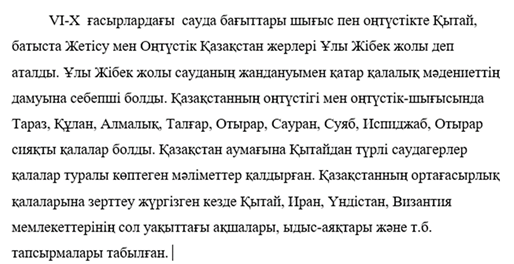 VI-X ғасырлардағы сауда бағыттары шығыс пен оңтүстікте Қытай,
батыста Жетісу мен Оңтүстік Қазақстан жерлері Ұлы Жібек жолы деп
аталды. Ұлы Жібек жолы сауданың жандануымен қатар қалалық мәдениеттің
дамуына себепші болды. Қазақстанның оңтүстігі мен оңтүстік-шығысында
Тараз, Құлан, Алмалық, Талғар, Отырар, Сауран, Суяб, Испиджаб, Отырар
сияқты қалалар болды. Қазақстан аумағына Қытайдан түрлі саудагерлер
қалалар туралы көптеген мәліметтер қалдырған. Қазақстанның ортағасырлық
қалаларына зерттеу жүргізген кезде Қытай, Иран, Үндістан, Византия
мемлекеттерінің сол уақыттағы ақшалары, ыдыс-аяқтары және т.б.
тапсырмалары табылған.